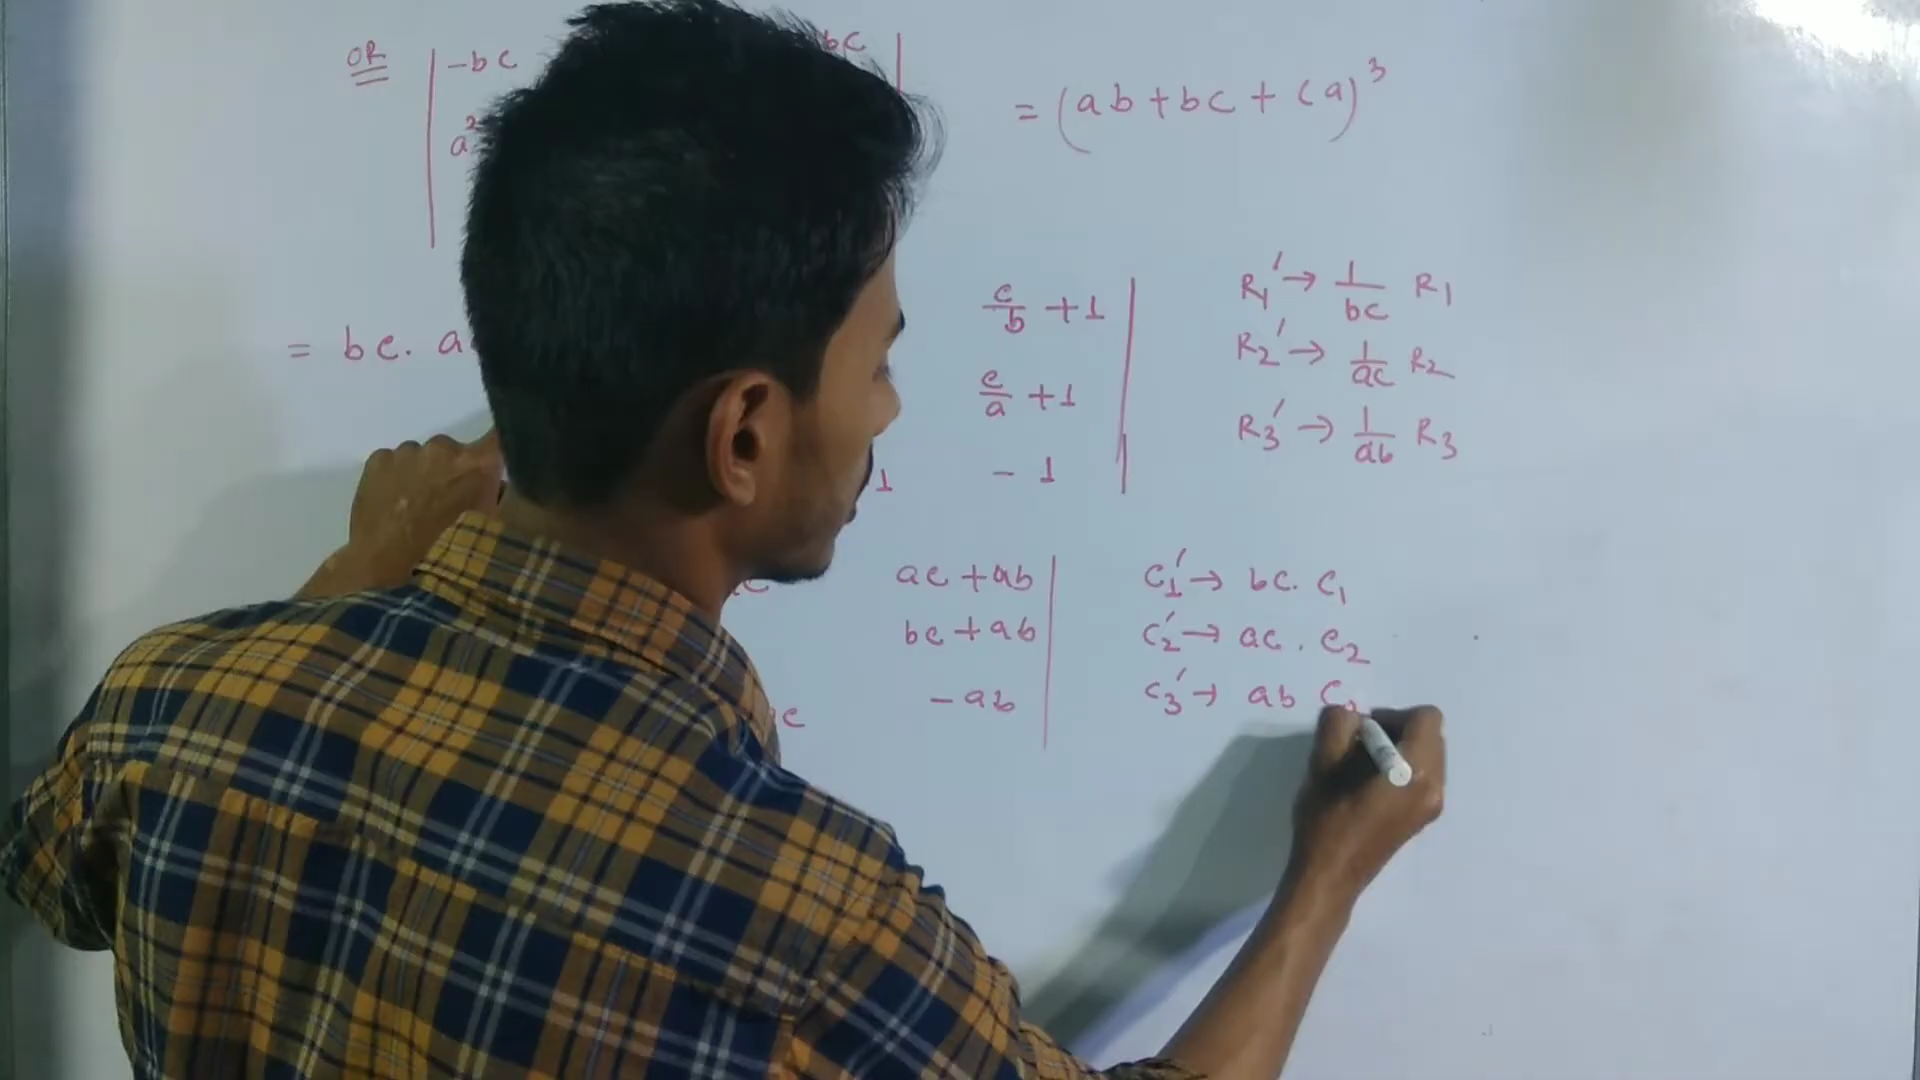 OR | -bc bc | = (ab + bc + ca)³
a²
= bc. a c/b + 1 | R₁' → 1/bc R₁
c/a + 1 | R₂' → 1/ac R₂
1 - 1 | R₃' → 1/ab R₃
ac + ab | C₁' → bc. C₁
bc + ab | C₂' → ac. C₂
c - ab | C₃' → ab C